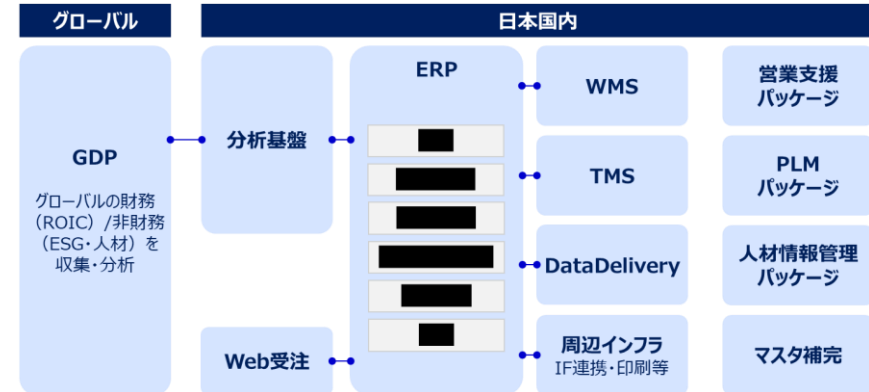 グローバル
日本国内
GDP
グローバルの財務
（ROIC）/非財務
（ESG・人材）を
収集・分析
分析基盤
Web受注
ERP
WMS
TMS
DataDelivery
周辺インフラ
IF連携・印刷等
営業支援
パッケージ
PLM
パッケージ
人材情報管理
パッケージ
マスタ補完